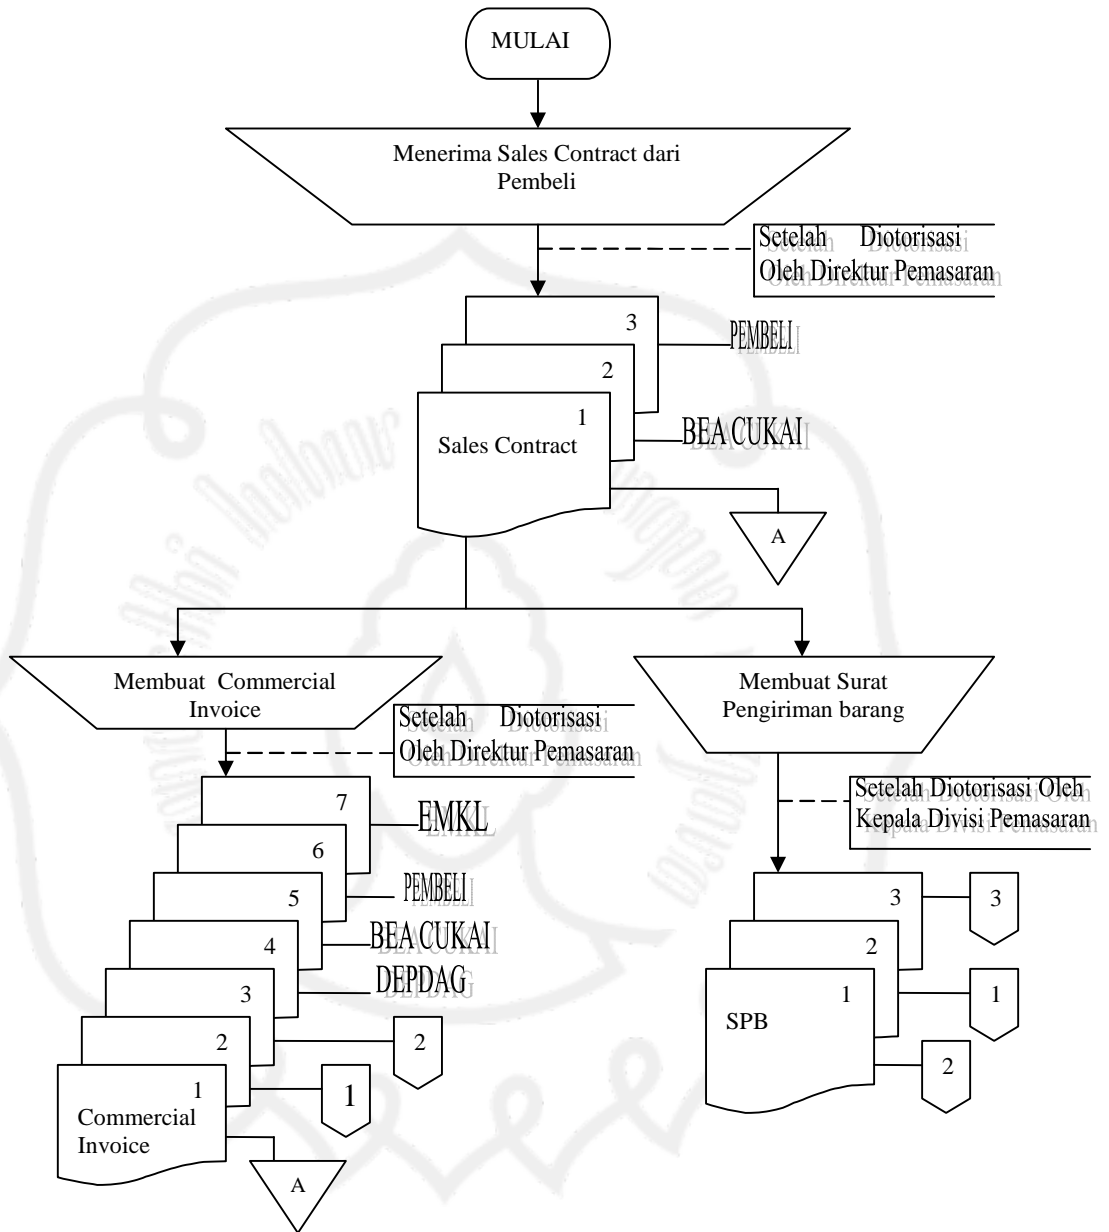 MULAI
Menerima Sales Contract dari
Pembeli
Setelah Diotorisasi
Oleh Direktur Pemasaran
3
PEMBELI
2
1
BEA CUKAI
Sales Contract
A
Membuat Commercial
Invoice
Membuat Surat
Pengiriman barang
Setelah Diotorisasi
Oleh Direktur Pemasaran
Setelah Diotorisasi Oleh
Kepala Divisi Pemasaran
7
EMKL
6
PEMBELI
5
BEA CUKAI
4
DEPDAG
3
2
2
1
1
Commercial
Invoice
A
3
3
2
1
1
SPB
2